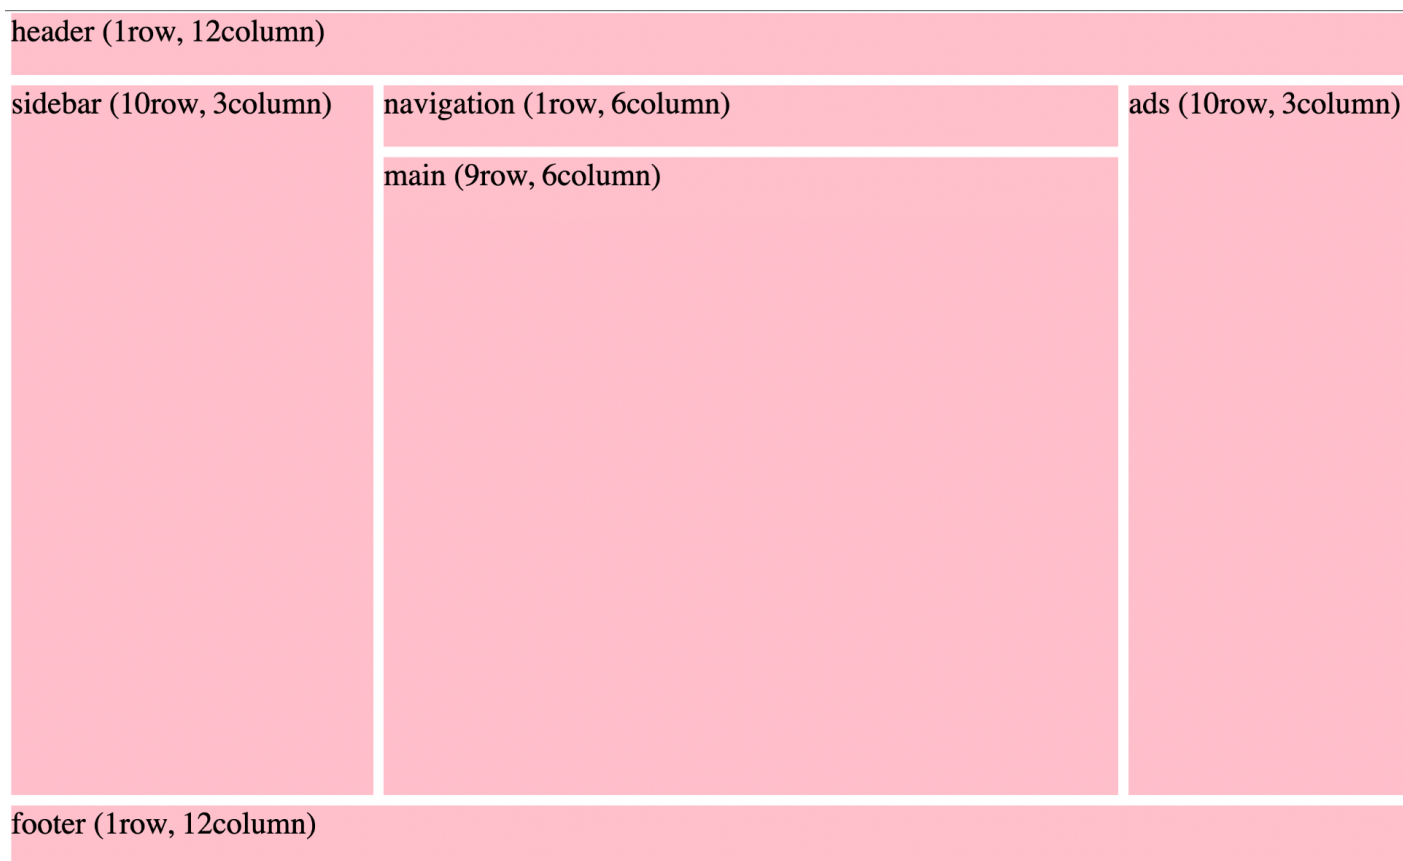 header (1row, 12column)
sidebar (10row, 3column)
navigation (1row, 6column)
ads (10row, 3column)
main (9row, 6column)
footer (1row, 12column)